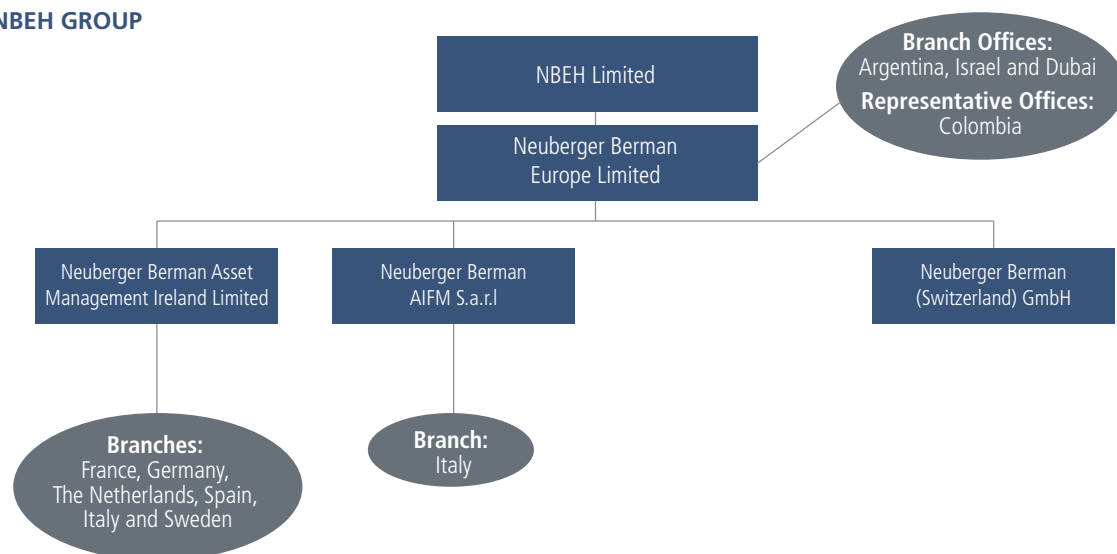 NBEH GROUP
NBEH Limited
Branch Offices:
Argentina, Israel and Dubai
Representative Offices:
Colombia
Neuberger Berman
Europe Limited
Neuberger Berman Asset
Management Ireland Limited
Neuberger Berman
AIFM S.a.r.l
Neuberger Berman
(Switzerland) GmbH
Branches:
France, Germany,
The Netherlands, Spain,
Italy and Sweden
Branch:
Italy